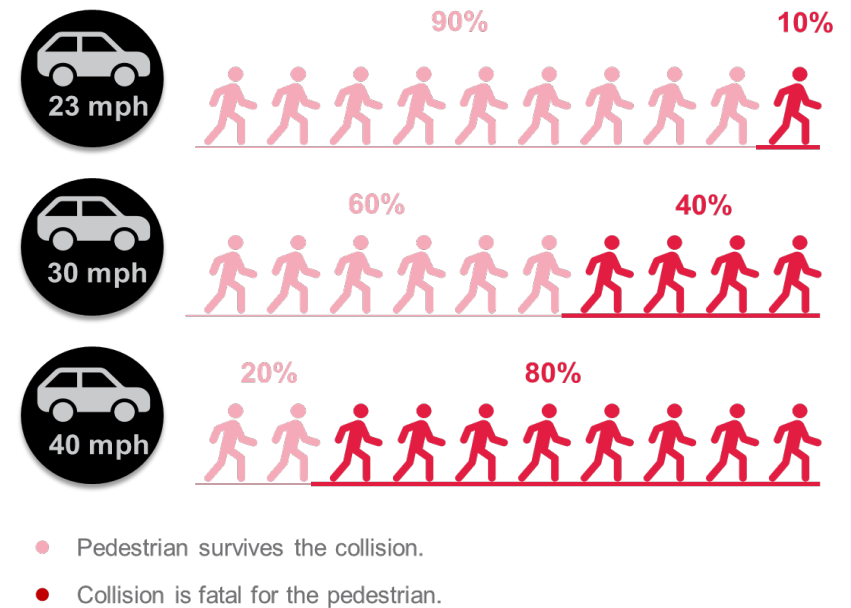 90% 10%
23 mph
60% 40%
30 mph
20% 80%
40 mph
Pedestrian survives the collision.
Collision is fatal for the pedestrian.